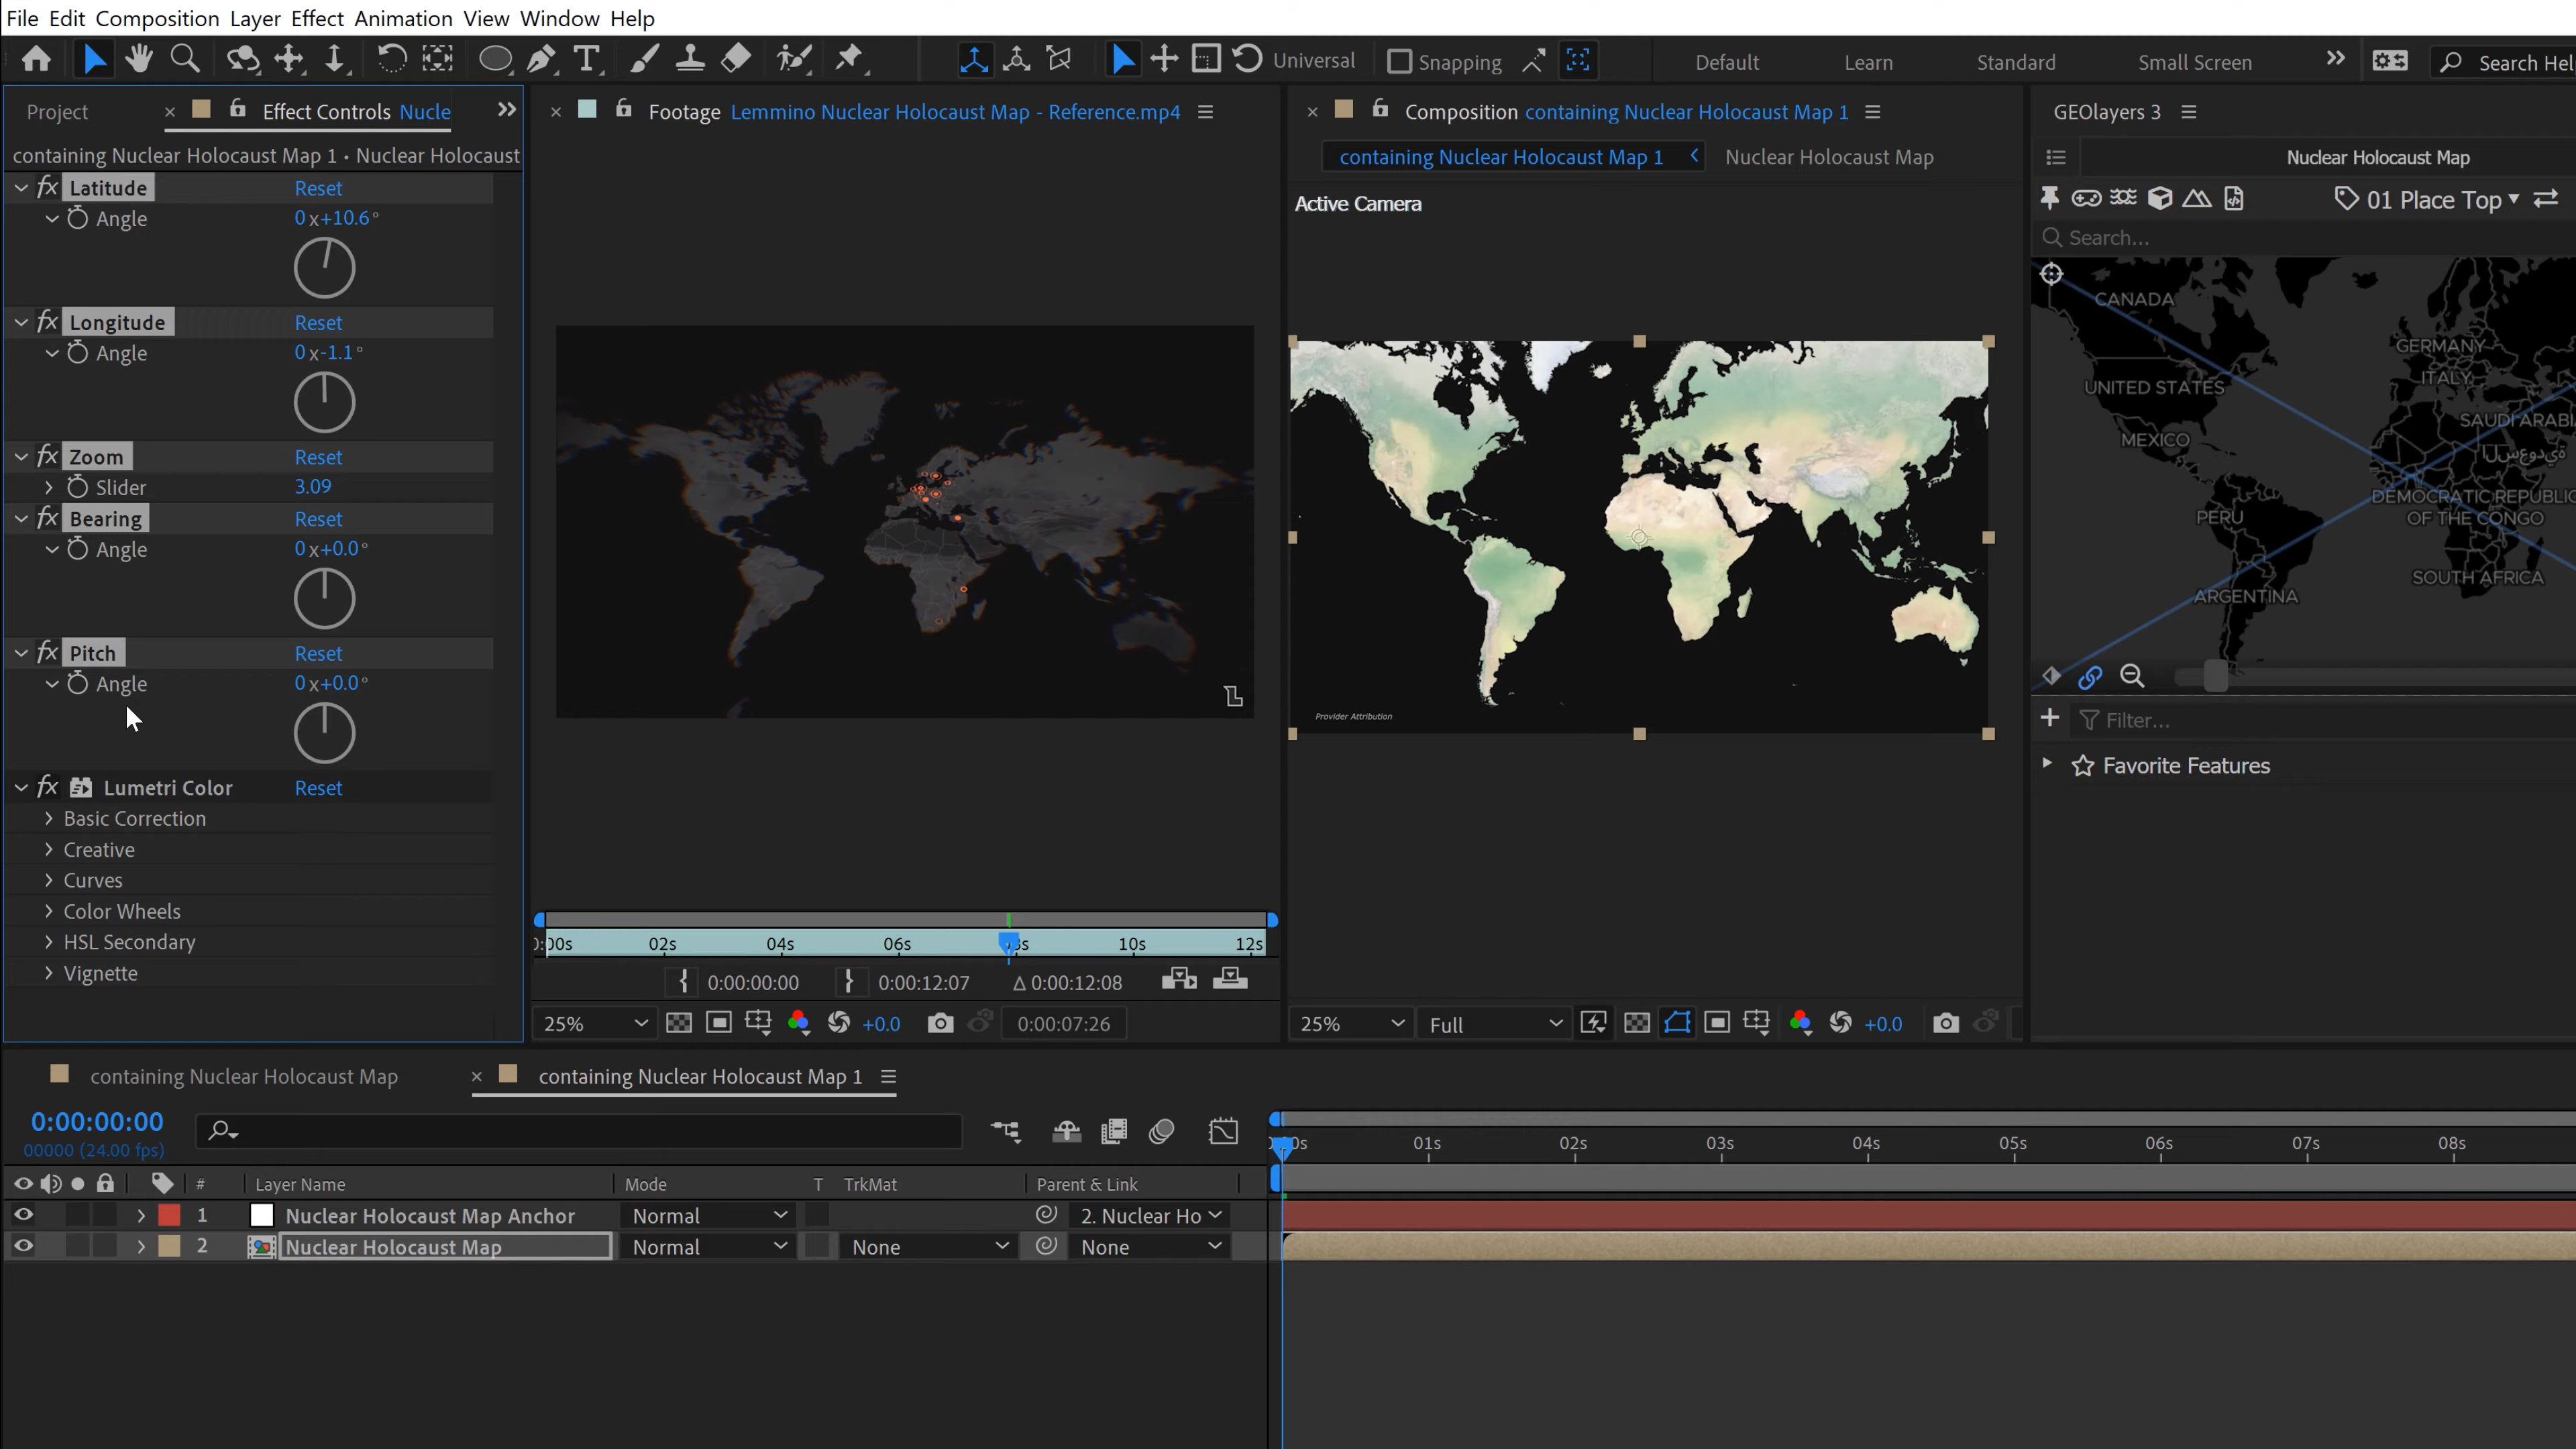 File Edit Composition Layer Effect Animation View Window Help
Universal Snapping Default Learn Standard Small Screen Search Hel
Project Effect Controls Nucle
containing Nuclear Holocaust Map 1 • Nuclear Holocaust
fx Latitude Reset
Angle 0x+10.6°
fx Longitude Reset
Angle 0x-1.1°
fx Zoom Reset
Slider 3.09
fx Bearing Reset
Angle 0x+0.0°
fx Pitch Reset
Angle 0x+0.0°
fx Lumetri Color Reset
Basic Correction
Creative
Curves
Color Wheels
HSL Secondary
Vignette
Footage Lemmino Nuclear Holocaust Map - Reference.mp4
02s 04s 06s 10s 12s
0:00:00:00 0:00:12:07 Δ 0:00:12:08
25% +0.0 0:00:07:26
Composition containing Nuclear Holocaust Map 1
containing Nuclear Holocaust Map 1 Nuclear Holocaust Map
Active Camera
Provider Attribution
25% Full +0.0
GEOlayers 3
Nuclear Holocaust Map
01 Place Top
Search...
CANADA
GERMANY
ITALY
UNITED STATES
SAUDI ARABI
MEXICO
السعودية
DEMOCRATIC REPUBLIC
OF THE CONGO
PERU
SOUTH AFRICA
ARGENTINA
Filter...
Favorite Features
containing Nuclear Holocaust Map containing Nuclear Holocaust Map 1
0:00:00:00
00000 (24.00 fps)
01s 02s 03s 04s 05s 06s 07s 08s
# Layer Name Mode T TrkMat Parent & Link
1 Nuclear Holocaust Map Anchor Normal 2. Nuclear Ho
2 Nuclear Holocaust Map Normal None None